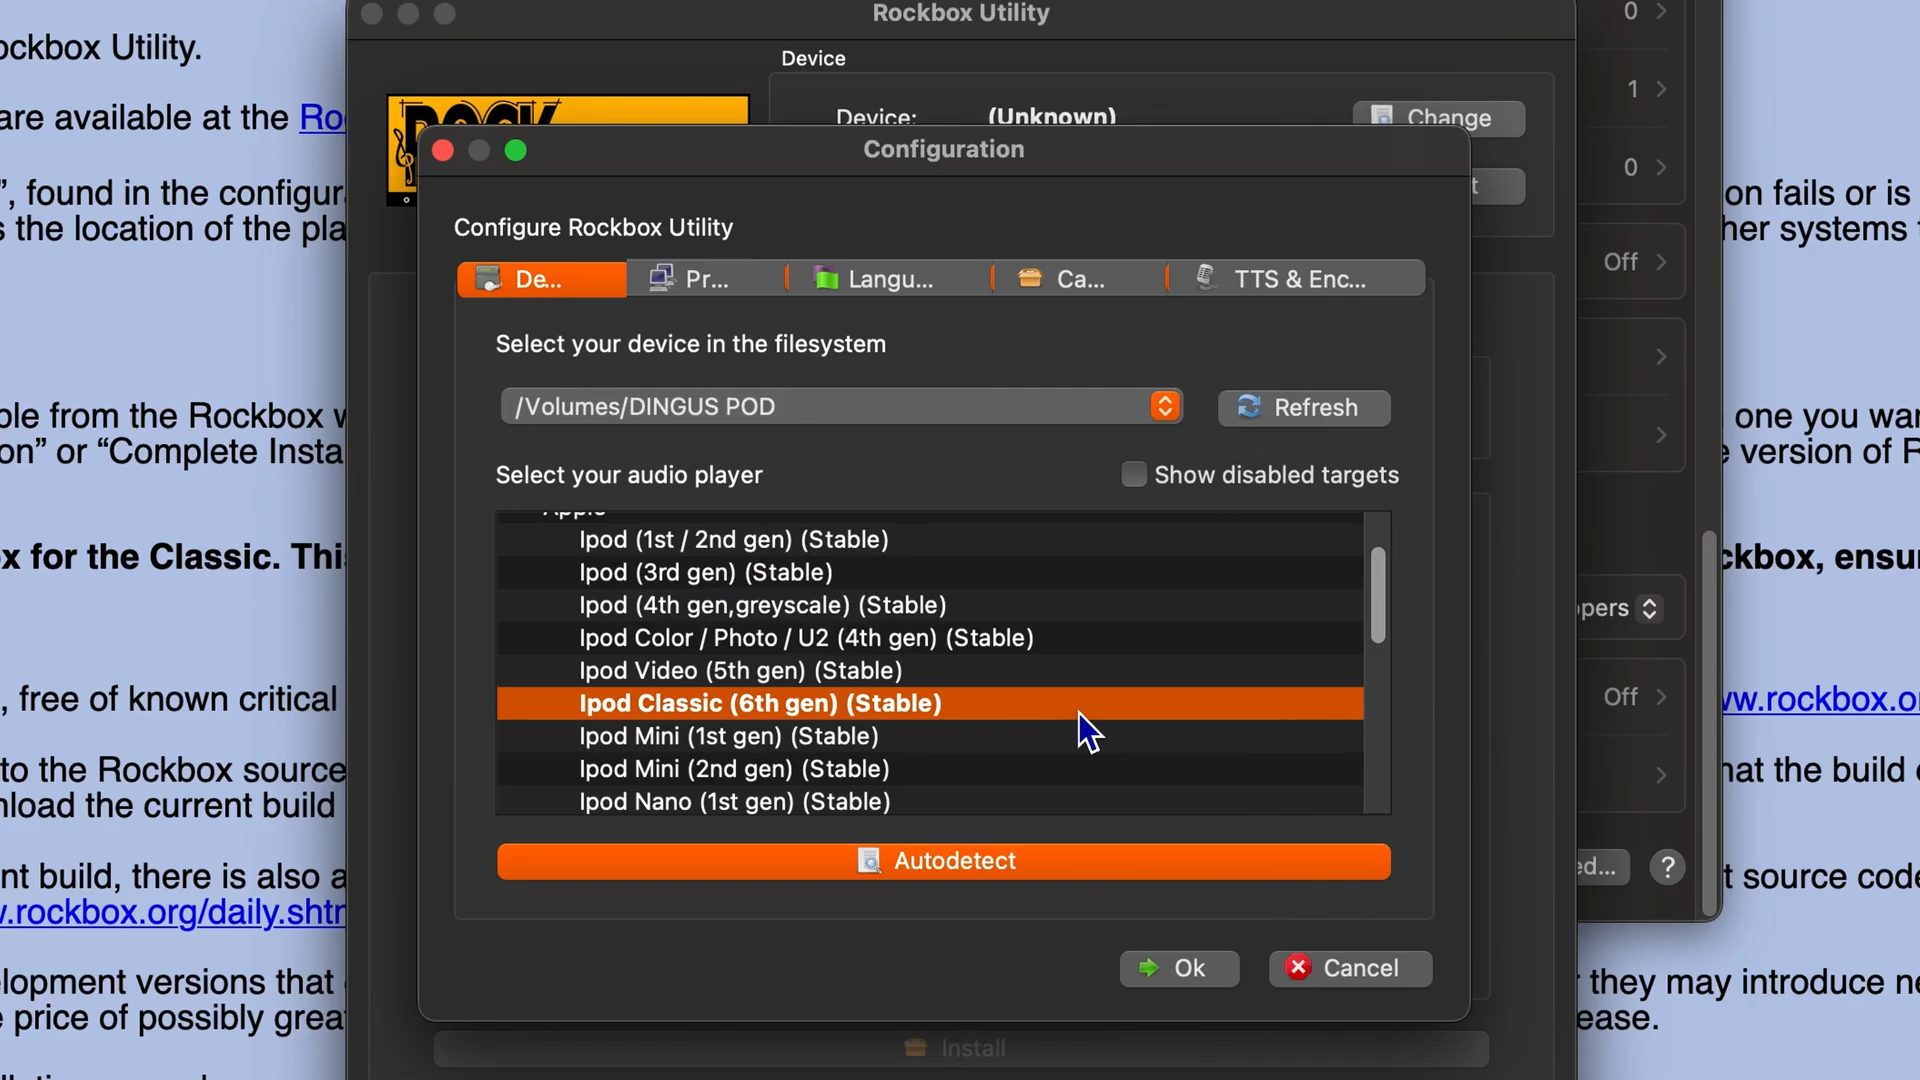 Rockbox Utility
0
ockbox Utility.
Device
1
ROCK
are available at the Ro
Device: (Unknown) Change
Configuration
0
”, found in the configur
t
on fails or is
Configure Rockbox Utility
s the location of the pla
her systems
De... Pr... Langu... Ca... TTS & Enc...
Off
Select your device in the filesystem
/Volumes/DINGUS POD Refresh
ble from the Rockbox w
one you wa
on” or “Complete Insta
e version of R
Select your audio player Show disabled targets
Apple
Ipod (1st / 2nd gen) (Stable)
x for the Classic. Thi
ckbox, ensu
Ipod (3rd gen) (Stable)
Ipod (4th gen,greyscale) (Stable)
opers
Ipod Color / Photo / U2 (4th gen) (Stable)
Ipod Video (5th gen) (Stable)
, free of known critical
Ipod Classic (6th gen) (Stable)
Off
ww.rockbox.o
Ipod Mini (1st gen) (Stable)
to the Rockbox source
Ipod Mini (2nd gen) (Stable)
hat the build
nload the current build
Ipod Nano (1st gen) (Stable)
Autodetect
ed... ?
nt build, there is also a
t source code
w.rockbox.org/daily.shtm
Ok Cancel
elopment versions that
they may introduce ne
e price of possibly grea
ease.
Install